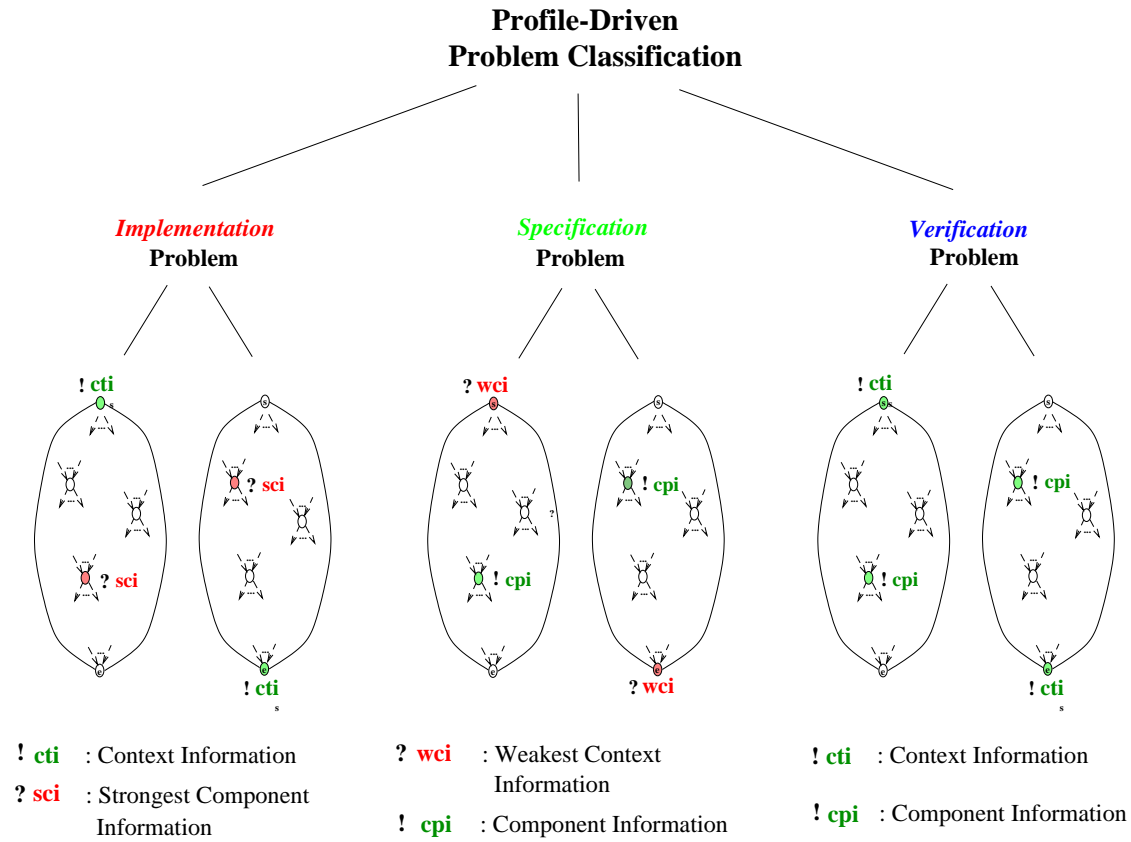 Profile-Driven
Problem Classification
Implementation
Problem
Specification
Problem
Verification
Problem
! cti
s
s
? sci
? sci
e
e
! cti
s
? wci
s
s
! cpi
?
! cpi
e
e
? wci
! cti
s s
s
! cpi
! cpi
e
e
! cti
s
! cti : Context Information
? sci : Strongest Component
Information
? wci : Weakest Context
Information
! cpi : Component Information
! cti : Context Information
! cpi : Component Information